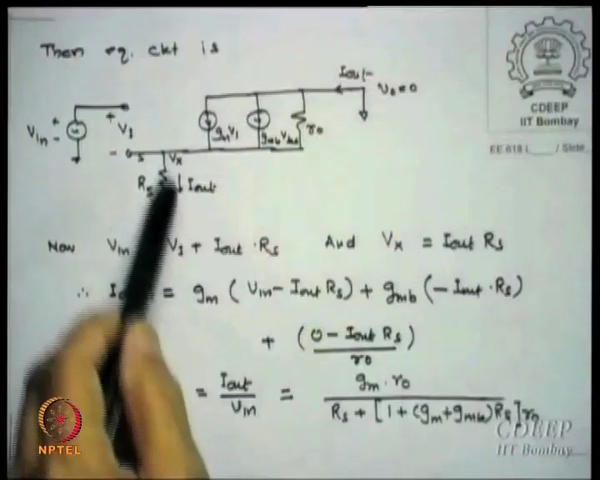 Then eq. ckt is
Iout
Vo=0
CDEEP
IIT Bombay
Vin
+
-
+
V1
-
S
Vx
gmV1
gmbVbs
ro
EE 618 L____ / Slide
Rs
Iout
Now Vin V1 + Iout · Rs And Vx = Iout Rs
∴ = gm ( Vin - Iout Rs ) + gmb ( - Iout · Rs )
+ ( 0 - Iout Rs ) / ro
= Iout / Vin = gm · ro / Rs + [ 1 + (gm + gmb) Rs ] ro
NPTEL
CDEEP
IIT Bombay